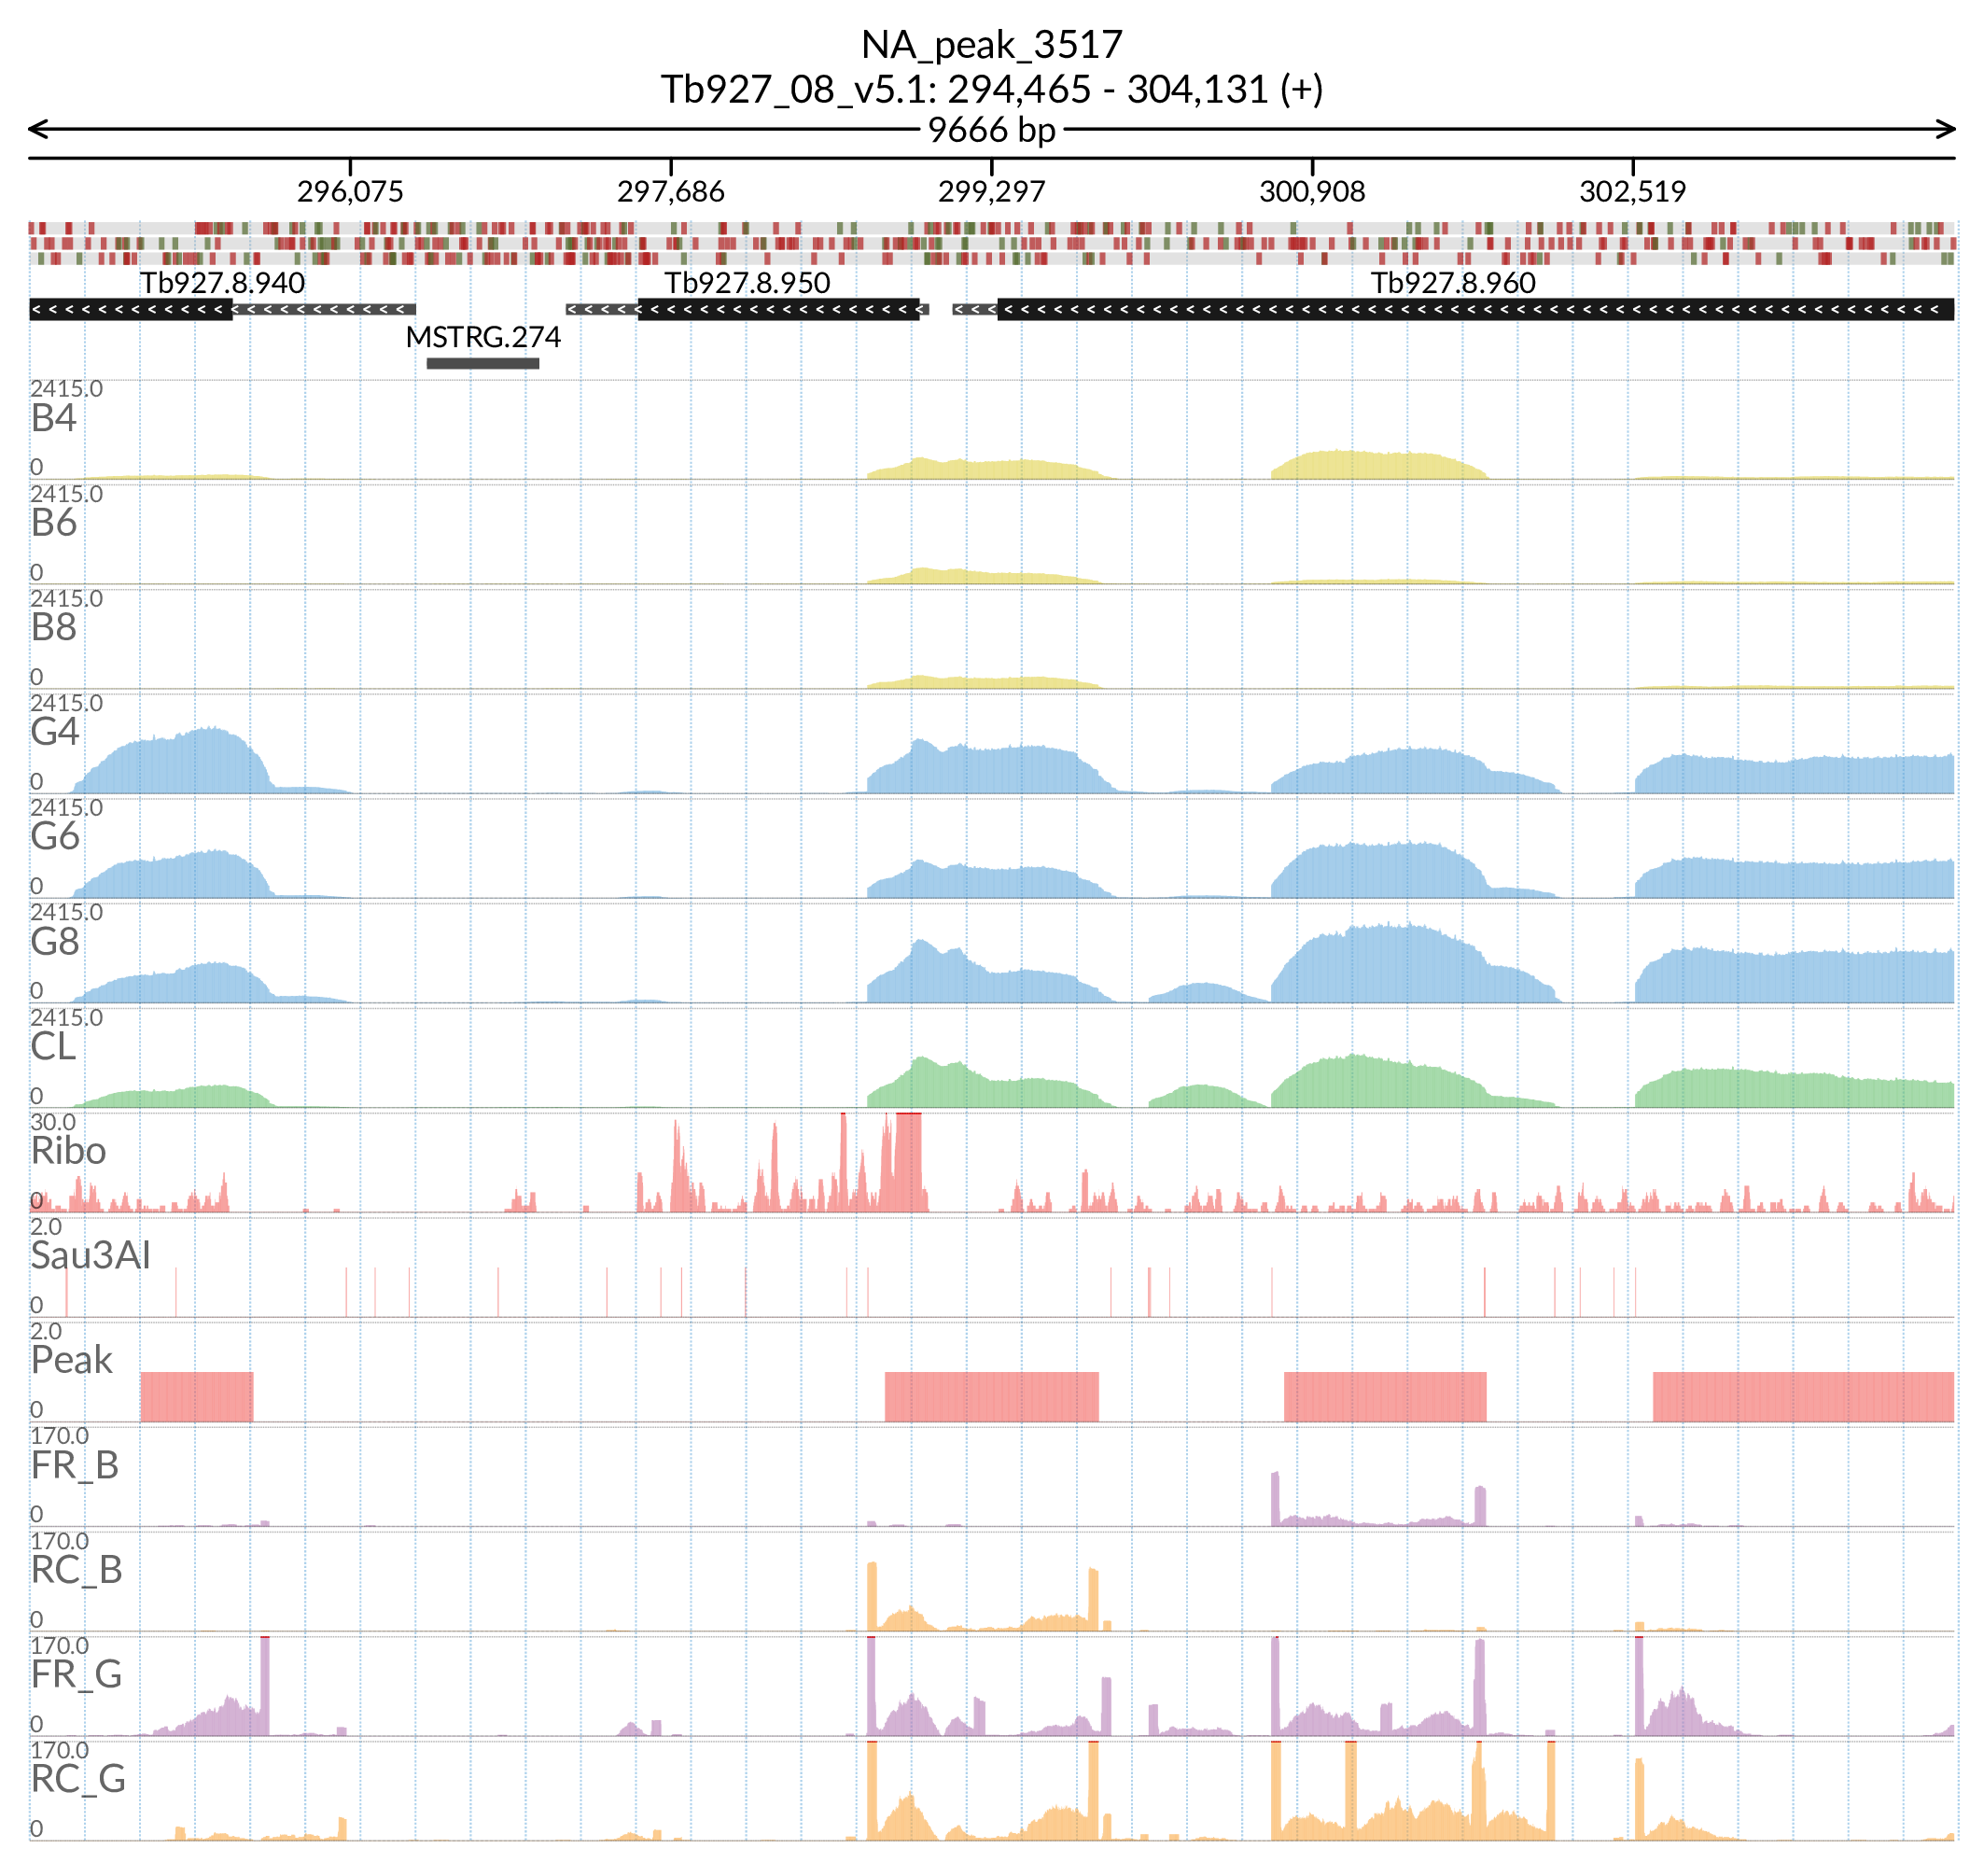 NA_peak_3517
Tb927_08_v5.1: 294,465 - 304,131 (+)
9666 bp
296,075 297,686 299,297 300,908 302,519
Tb927.8.940 Tb927.8.950 Tb927.8.960
MSTRG.274
2415.0
B4
0
2415.0
B6
0
2415.0
B8
0
2415.0
G4
0
2415.0
G6
0
2415.0
G8
0
2415.0
CL
0
30.0
Ribo
0
2.0
Sau3AI
0
2.0
Peak
0
170.0
FR_B
0
170.0
RC_B
0
170.0
FR_G
0
170.0
RC_G
0